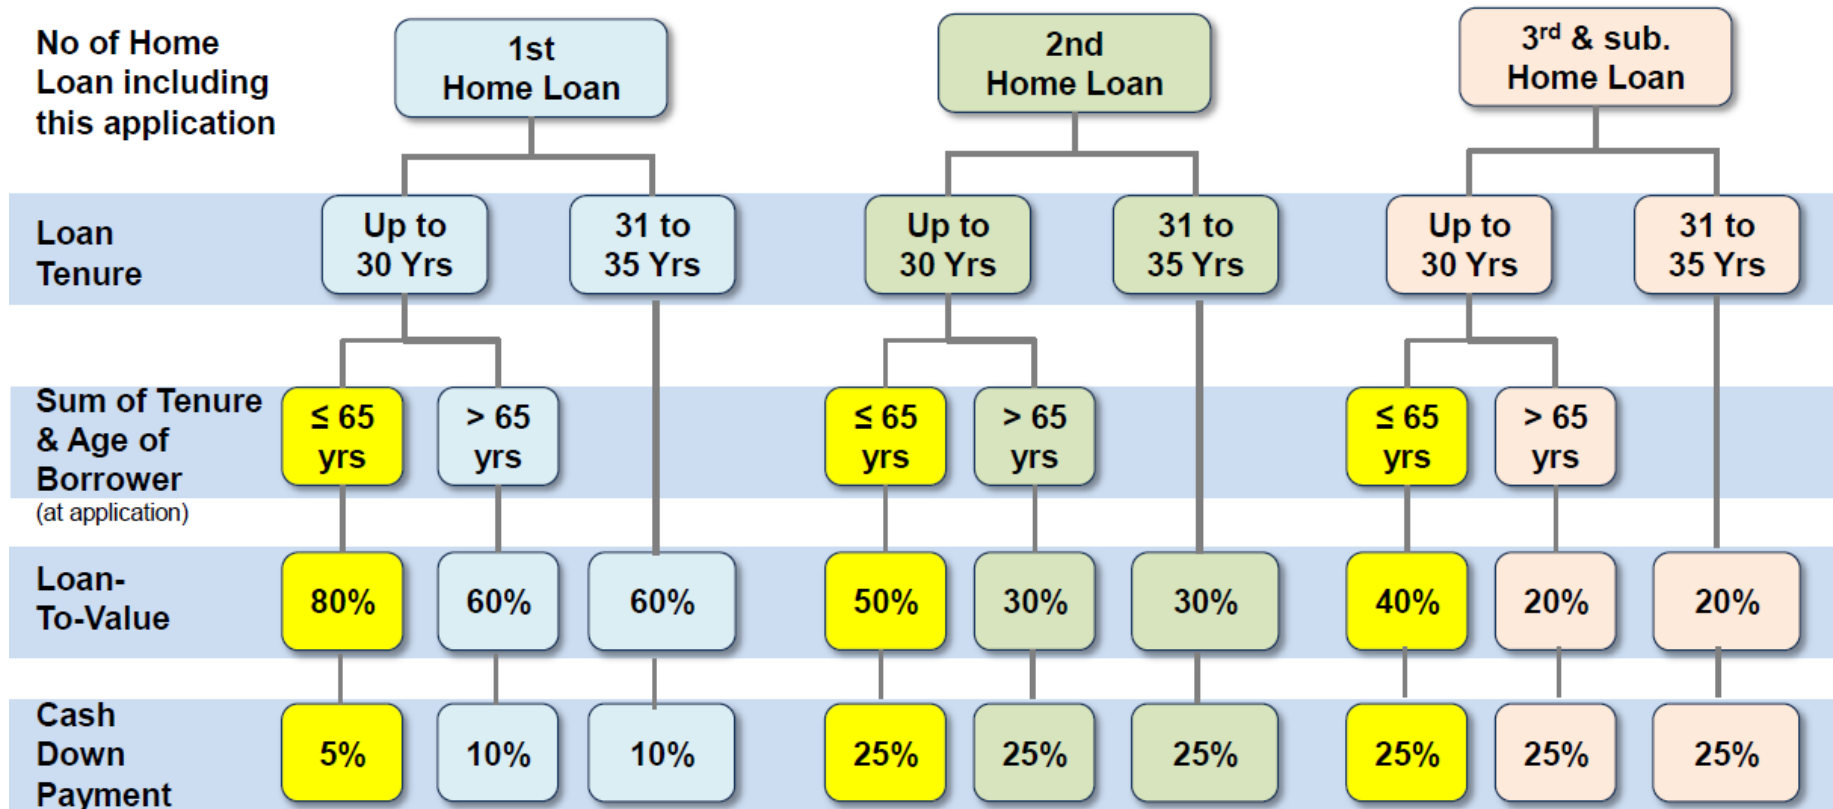 No of Home
Loan including
this application
1st
Home Loan
2nd
Home Loan
3rd & sub.
Home Loan
Loan
Tenure
Up to
30 Yrs
31 to
35 Yrs
Up to
30 Yrs
31 to
35 Yrs
Up to
30 Yrs
31 to
35 Yrs
Sum of Tenure
& Age of
Borrower
(at application)
≤ 65
yrs
> 65
yrs
≤ 65
yrs
> 65
yrs
≤ 65
yrs
> 65
yrs
Loan-
To-Value
80%
60%
60%
50%
30%
30%
40%
20%
20%
Cash
Down
Payment
5%
10%
10%
25%
25%
25%
25%
25%
25%